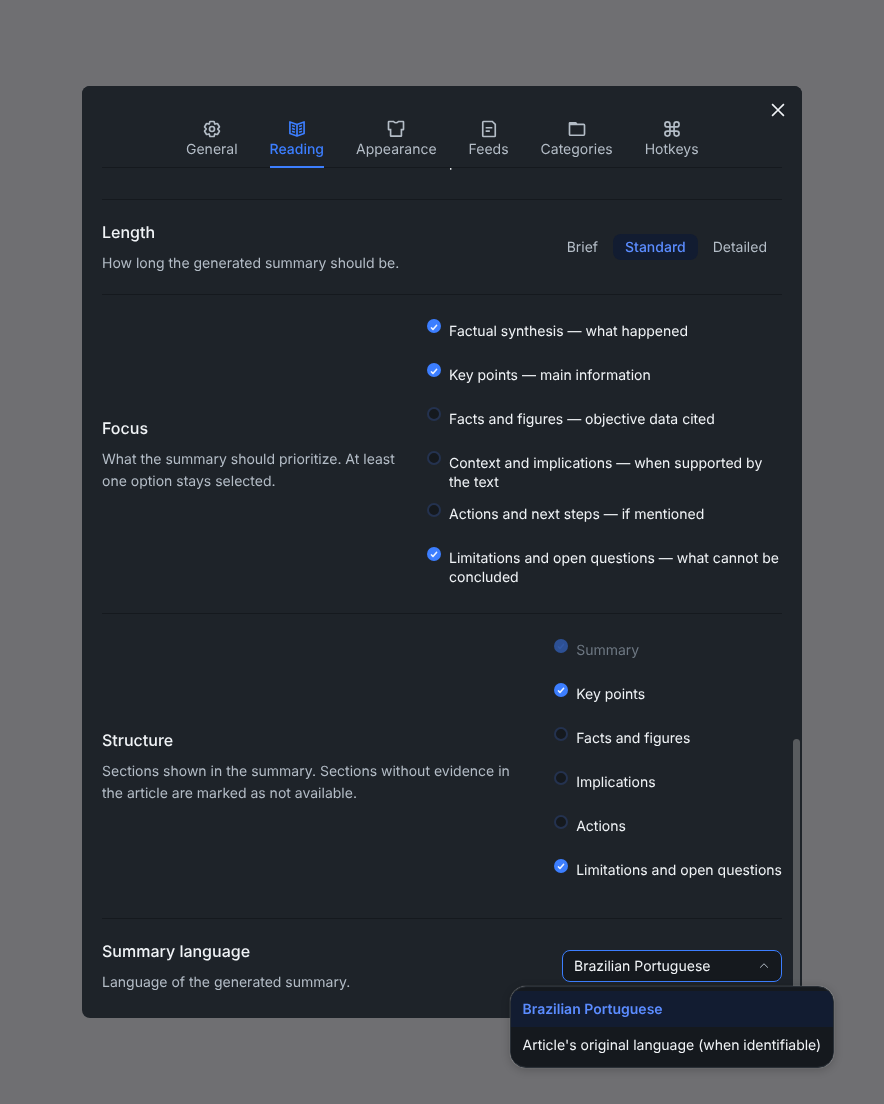 General
Reading
Appearance
Feeds
Categories
Hotkeys
Length
How long the generated summary should be.
Brief
Standard
Detailed
Focus
What the summary should prioritize. At least
one option stays selected.
Factual synthesis — what happened
Key points — main information
Facts and figures — objective data cited
Context and implications — when supported by
the text
Actions and next steps — if mentioned
Limitations and open questions — what cannot be
concluded
Structure
Sections shown in the summary. Sections without evidence in
the article are marked as not available.
Summary
Key points
Facts and figures
Implications
Actions
Limitations and open questions
Summary language
Language of the generated summary.
Brazilian Portuguese
Brazilian Portuguese
Article's original language (when identifiable)